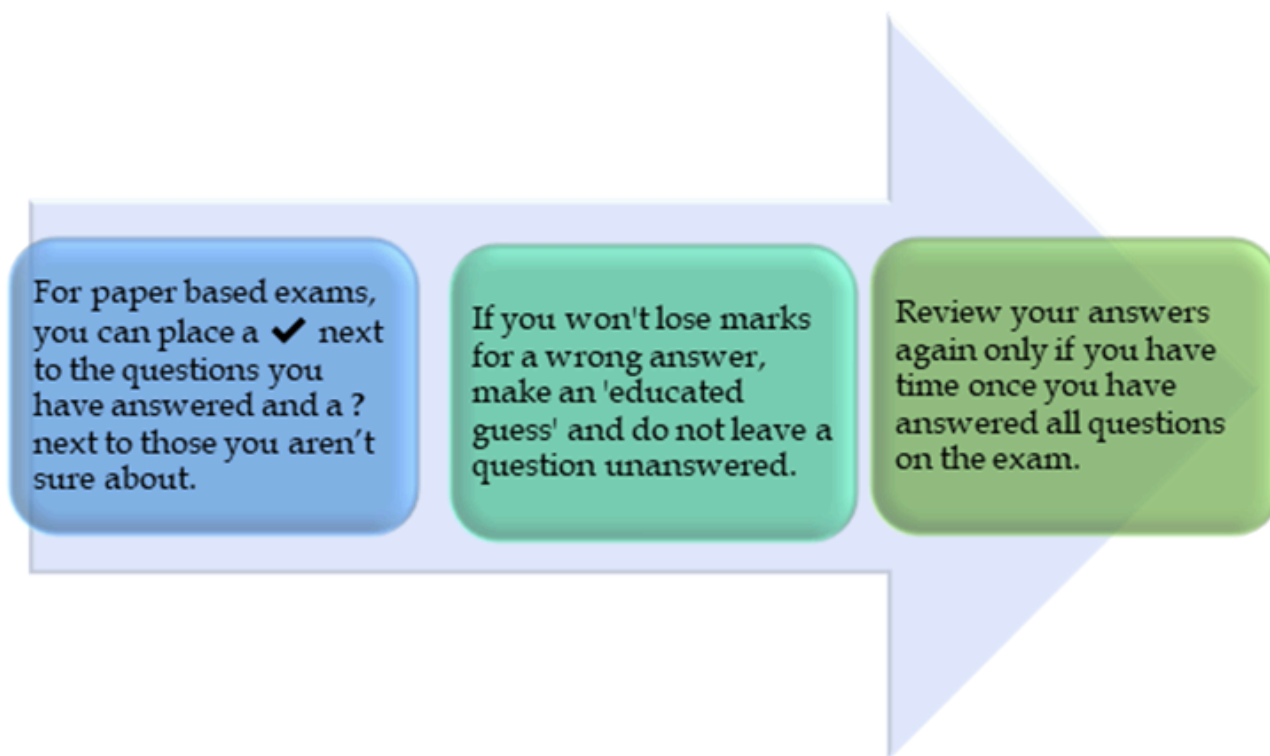 For paper based exams,
you can place a ✔ next
to the questions you
have answered and a ?
next to those you aren’t
sure about.
If you won't lose marks
for a wrong answer,
make an 'educated
guess' and do not leave a
question unanswered.
Review your answers
again only if you have
time once you have
answered all questions
on the exam.